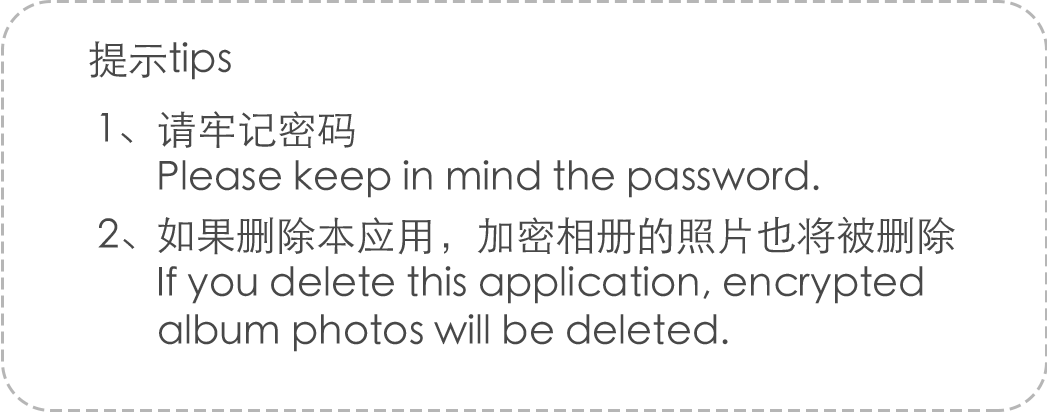 提示tips
1、请牢记密码
Please keep in mind the password.
2、如果删除本应用，加密相册的照片也将被删除
If you delete this application, encrypted
album photos will be deleted.